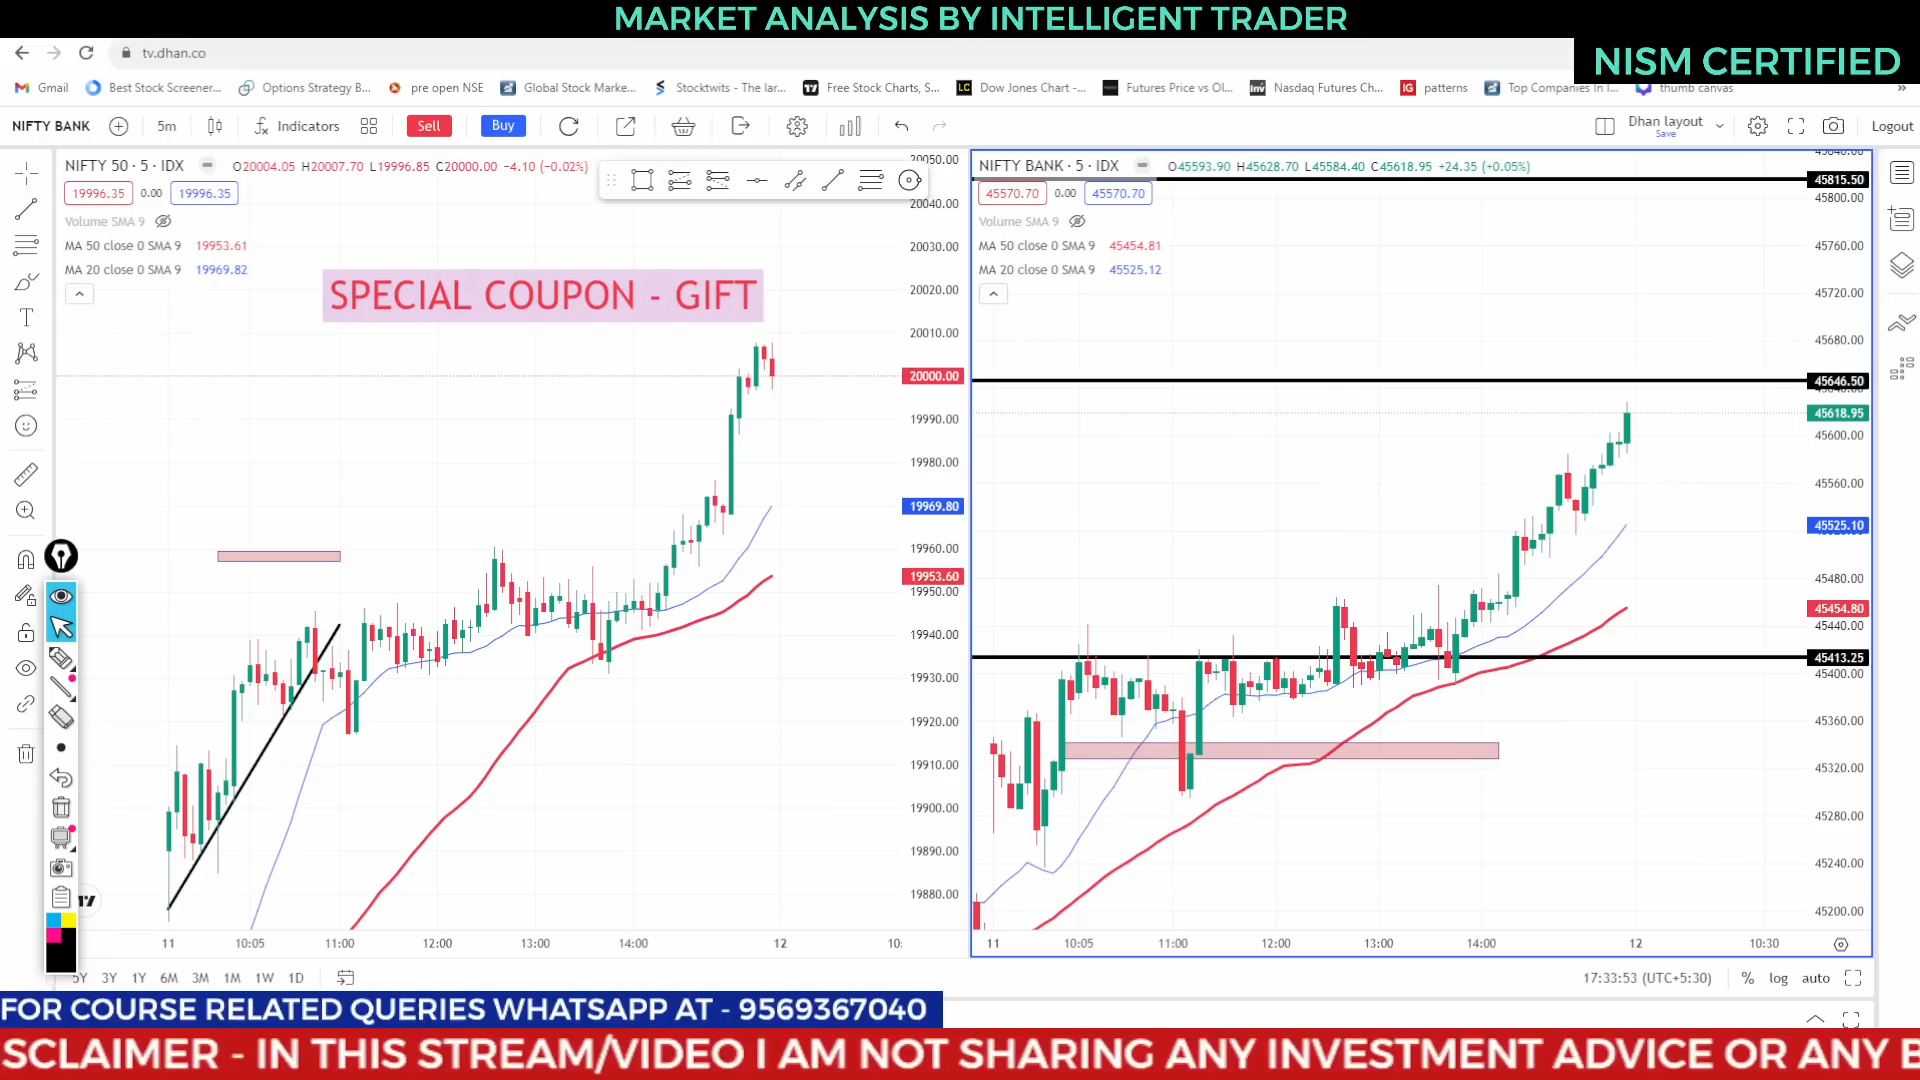 MARKET ANALYSIS BY INTELLIGENT TRADER
NISM CERTIFIED
tv.dhan.co
Gmail
Best Stock Screener...
Options Strategy B...
pre open NSE
Global Stock Marke...
Stocktwits - The lar...
Free Stock Charts, S...
Dow Jones Chart -...
Futures Price vs Ol...
Nasdaq Futures Ch...
IG patterns
Top Companies In I...
thumb canvas
NIFTY BANK
5m
Indicators
Sell
Buy
Dhan layout
Save
Logout
NIFTY 50 · 5 · IDX
O20004.05 H20007.70 L19996.85 C20000.00 −4.10 (−0.02%)
19996.35 0.00 19996.35
Volume SMA 9
MA 50 close 0 SMA 9 19953.61
MA 20 close 0 SMA 9 19969.82
SPECIAL COUPON - GIFT
20050.00
20040.00
20030.00
20020.00
20010.00
20000.00
19990.00
19980.00
19969.80
19960.00
19953.60
19950.00
19940.00
19930.00
19920.00
19910.00
19900.00
19890.00
19880.00
11 10:05 11:00 12:00 13:00 14:00 12 10:
NIFTY BANK · 5 · IDX
O45593.90 H45628.70 L45584.40 C45618.95 +24.35 (+0.05%)
45570.70 0.00 45570.70
Volume SMA 9
MA 50 close 0 SMA 9 45454.81
MA 20 close 0 SMA 9 45525.12
45815.50
45800.00
45760.00
45720.00
45680.00
45646.50
45618.95
45600.00
45560.00
45525.10
45480.00
45454.80
45440.00
45413.25
45400.00
45360.00
45320.00
45280.00
45240.00
45200.00
11 10:05 11:00 12:00 13:00 14:00 12 10:30
5Y 3Y 1Y 6M 3M 1M 1W 1D
17:33:53 (UTC+5:30) % log auto
FOR COURSE RELATED QUERIES WHATSAPP AT - 9569367040
SCLAIMER - IN THIS STREAM/VIDEO I AM NOT SHARING ANY INVESTMENT ADVICE OR ANY B